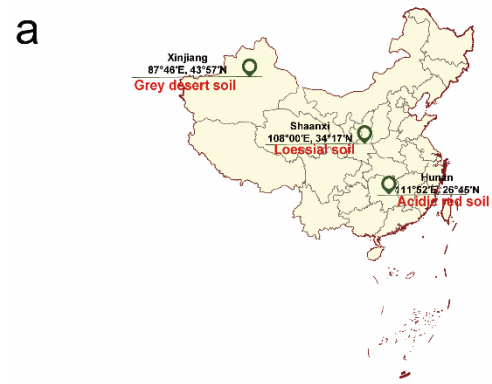 a
Xinjiang
87°46′E, 43°57′N
Grey desert soil
Shaanxi
108°00′E, 34°17′N
Loessial soil
Hunan
111°52′E, 26°45′N
Acidic red soil